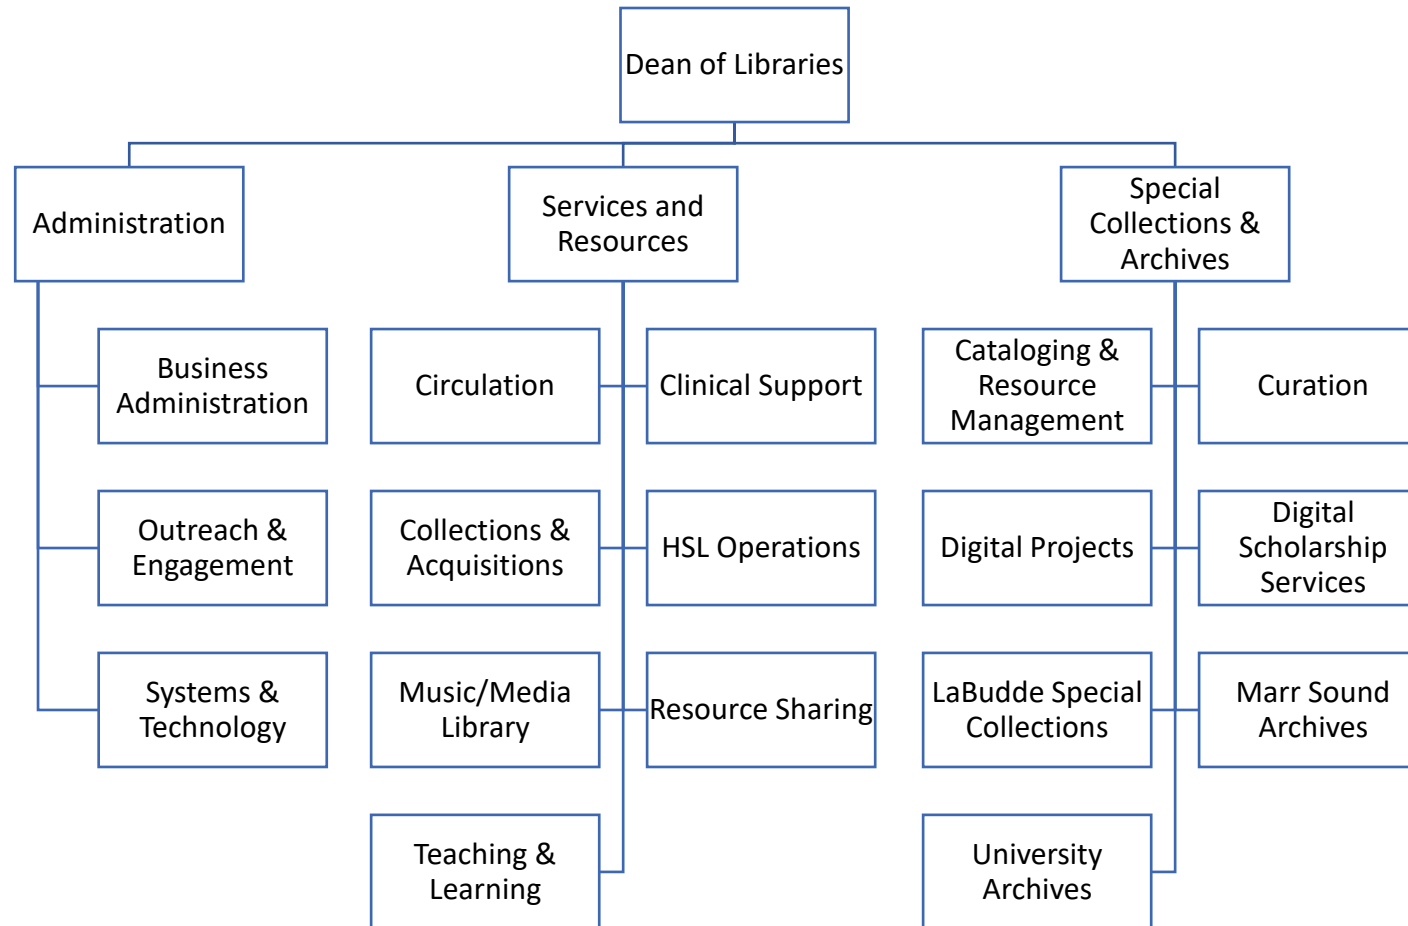 Dean of Libraries
Administration
Services and
Resources
Special
Collections &
Archives
Business
Administration
Circulation
Clinical Support
Cataloging &
Resource
Management
Curation
Outreach &
Engagement
Collections &
Acquisitions
HSL Operations
Digital Projects
Digital
Scholarship
Services
Systems &
Technology
Music/Media
Library
Resource Sharing
LaBudde Special
Collections
Marr Sound
Archives
Teaching &
Learning
University
Archives